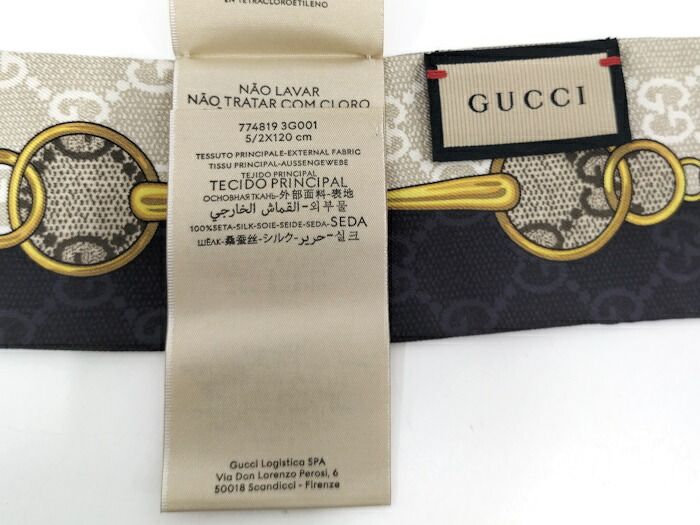 EN TETRACLOROETILENO
NÃO LAVAR
NÃO TRATAR COM CLORO
774819 3G001
5/2X120 cm
TESSUTO PRINCIPALE-EXTERNAL FABRIC
TISSU PRINCIPAL-AUSSENGEWEBE
TEJIDO PRINCIPAL
TECIDO PRINCIPAL
ОСНОВНАЯ ТКАНЬ-外部面料-表地
القماش الخارجي-외부물
100%SETA-SILK-SOIE-SEIDE-SEDA-SEDA
ШЁЛК-桑蚕丝-シルク-حرير-실크
Gucci Logistica SPA
Via Don Lorenzo Perosi, 6
50018 Scandicci - Firenze
GUCCI